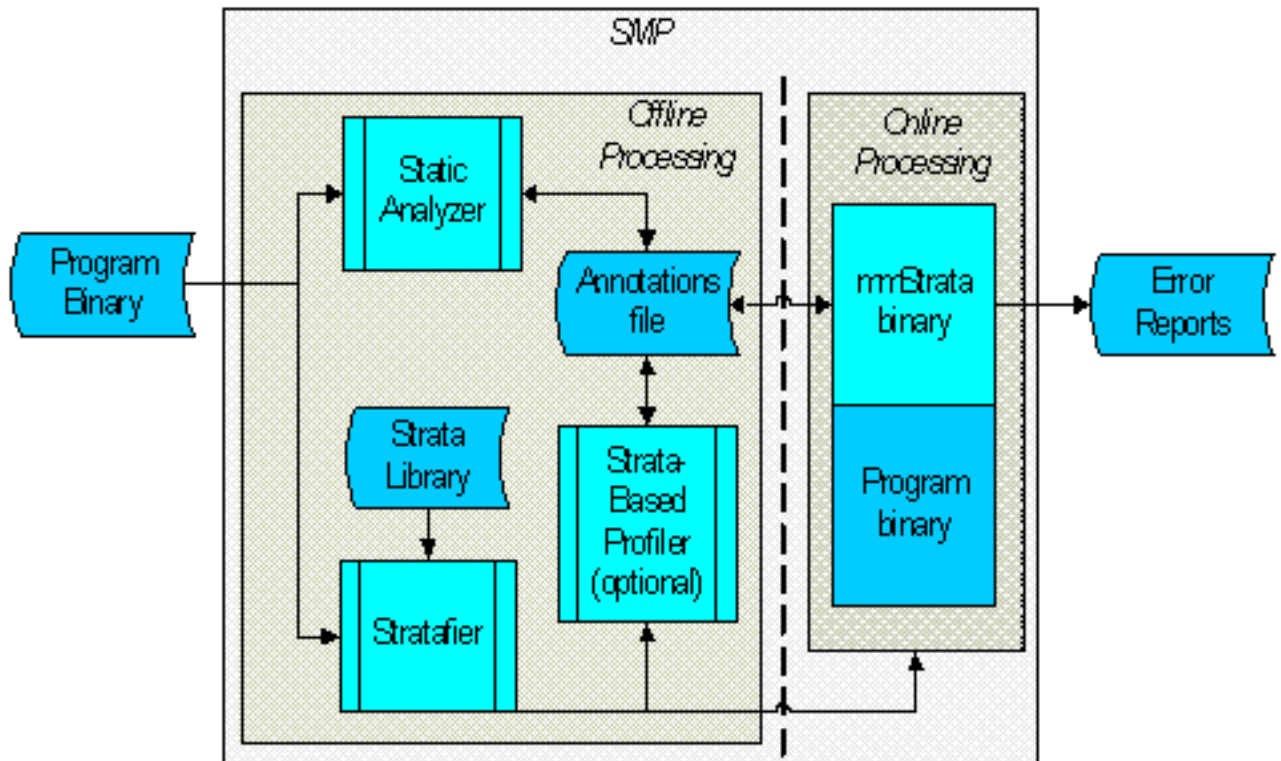 SMP
Offline
Processing
Online
Processing
Static
Analyzer
Program
Binary
Annotations
file
mmrStrata
binary
Error
Reports
Strata
Library
Strata-
Based
Profiler
(optional)
Program
binary
Stratafier